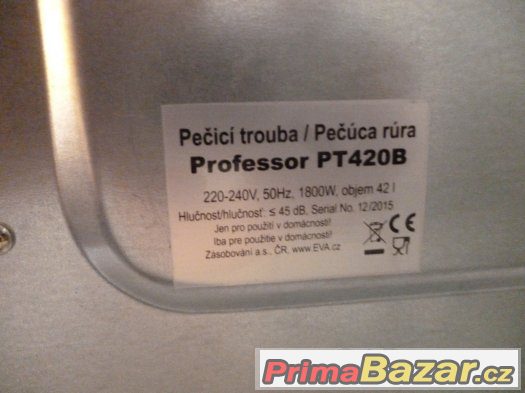 Pečicí trouba / Pečúca rúra
Professor PT420B
220-240V, 50Hz, 1800W, objem 42 l
Hlučnost/hlučnosť: ≤ 45 dB, Serial No. 12/2015
Jen pro použití v domácnosti!
Iba pre použitie v domácnosti!
Zásobování a.s., ČR, www.EVA.cz
CE
PrimaBazar.cz